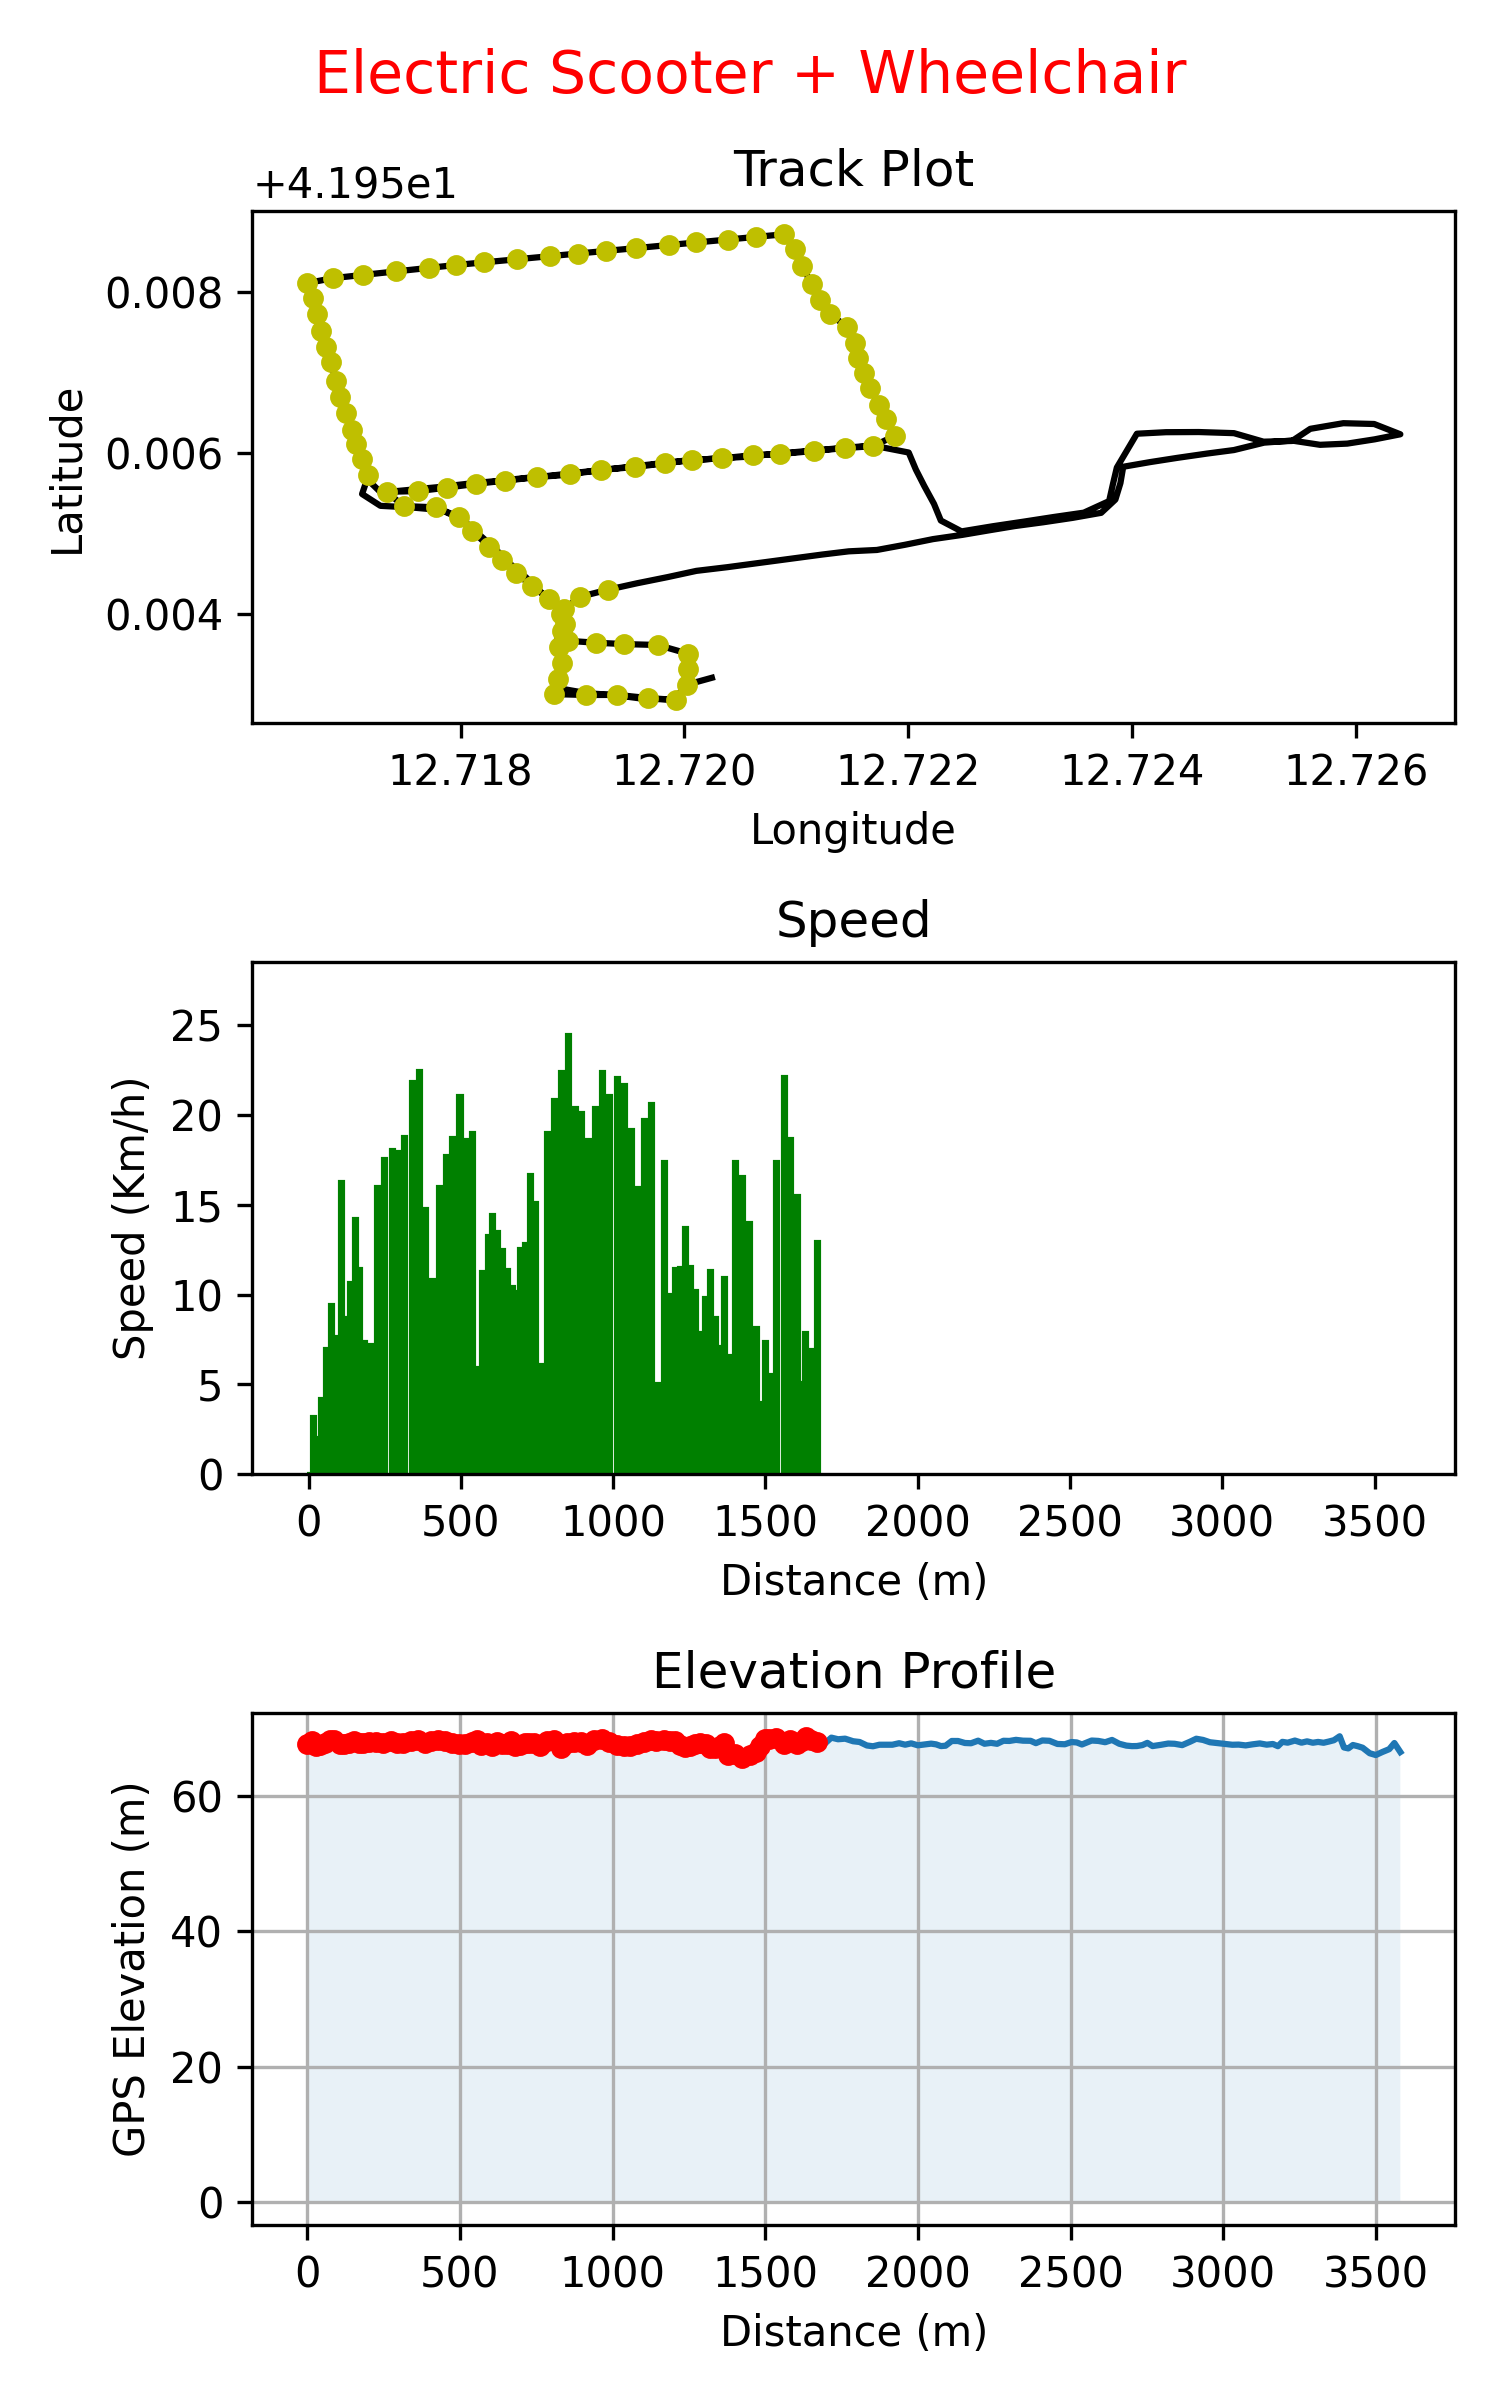 Electric Scooter + Wheelchair
Track Plot
+4.195e1
0.008
0.006
0.004
Latitude
12.718 12.720 12.722 12.724 12.726
Longitude
Speed
25
20
15
10
5
0
Speed (Km/h)
0 500 1000 1500 2000 2500 3000 3500
Distance (m)
Elevation Profile
60
40
20
0
GPS Elevation (m)
0 500 1000 1500 2000 2500 3000 3500
Distance (m)